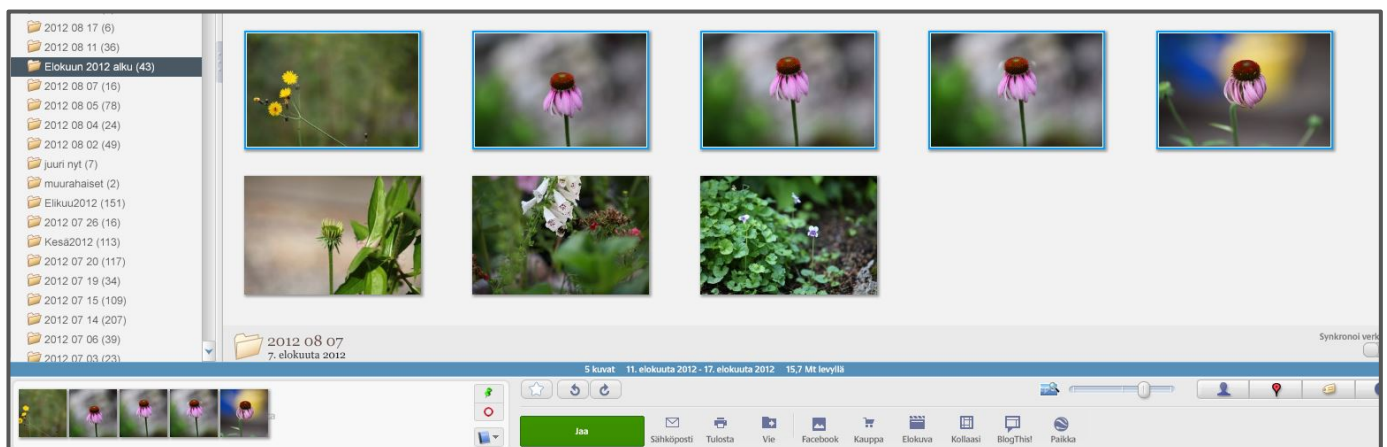 2012 08 17 (6)
2012 08 11 (36)
Elokuun 2012 alku (43)
2012 08 07 (16)
2012 08 05 (78)
2012 08 04 (24)
2012 08 02 (49)
juuri nyt (7)
muurahaiset (2)
Elikuu2012 (151)
2012 07 26 (16)
Kesä2012 (113)
2012 07 20 (117)
2012 07 19 (34)
2012 07 15 (109)
2012 07 14 (207)
2012 07 06 (39)
2012 07 03 (23)
2012 08 07
7. elokuuta 2012
Synkronoi verk
5 kuvat 11. elokuuta 2012 - 17. elokuuta 2012 15,7 Mt levyllä
Jaa
Sähköposti Tulosta Vie Facebook Kauppa Elokuva Kollaasi BlogThis! Paikka